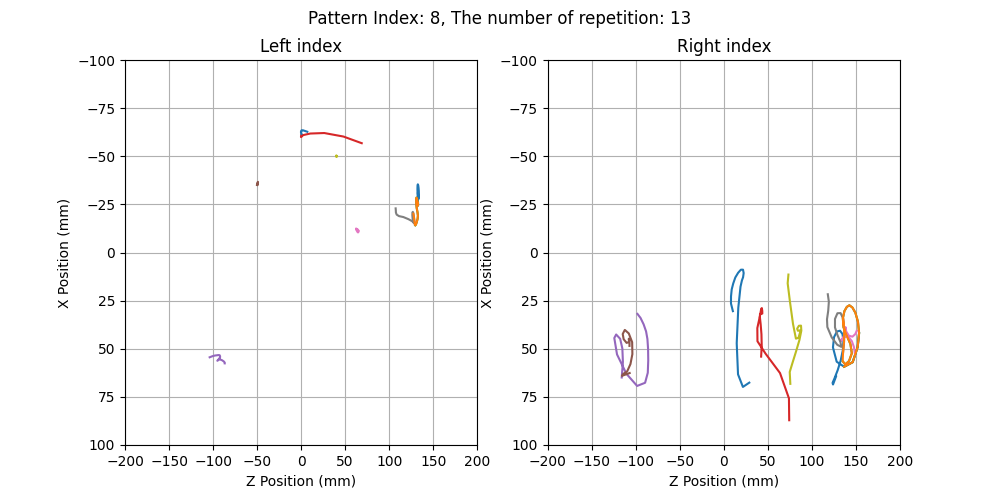 Pattern Index: 8, The number of repetition: 13
Left index
Right index
−100
−75
−50
−25
0
25
50
75
100
X Position (mm)
−200 −150 −100 −50 0 50 100 150 200
Z Position (mm)
−100
−75
−50
−25
0
25
50
75
100
X Position (mm)
−200 −150 −100 −50 0 50 100 150 200
Z Position (mm)